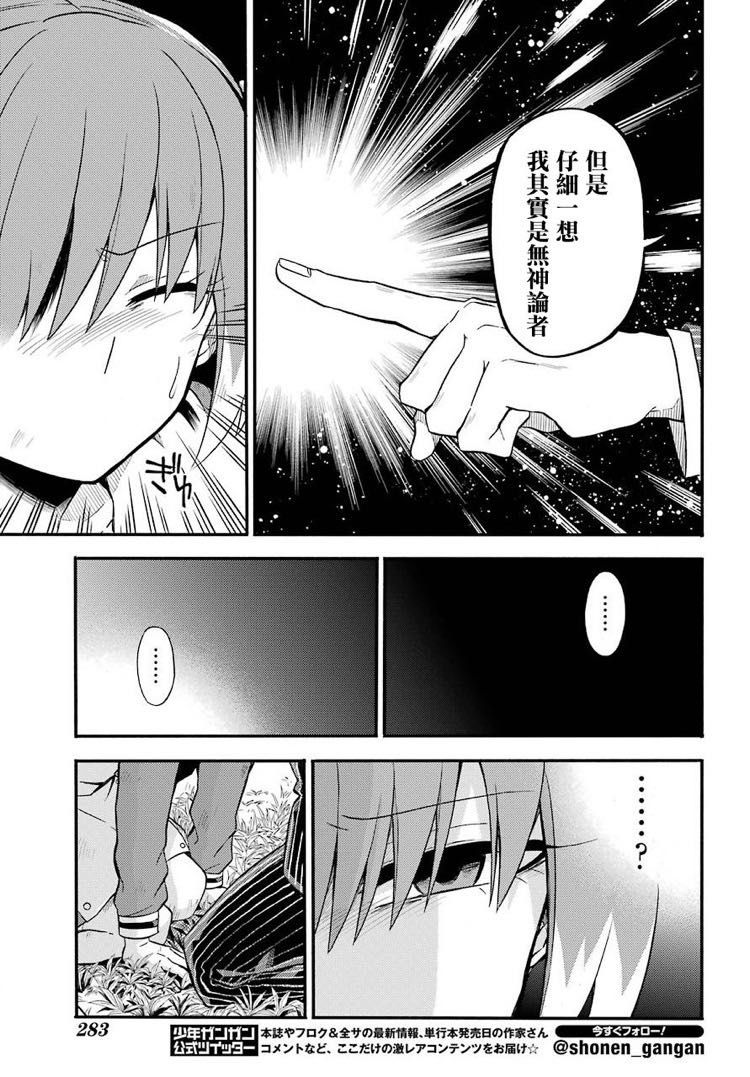 但是
仔細一想
我其實是無神論者
ギュン
……
……
……?
283
少年ガンガン
公式ツイッター
本誌やフロク&全サの最新情報、単行本発売日の作家さん
コメントなど、ここだけの激レアコンテンツをお届け☆
今すぐフォロー!
@shonen_gangan